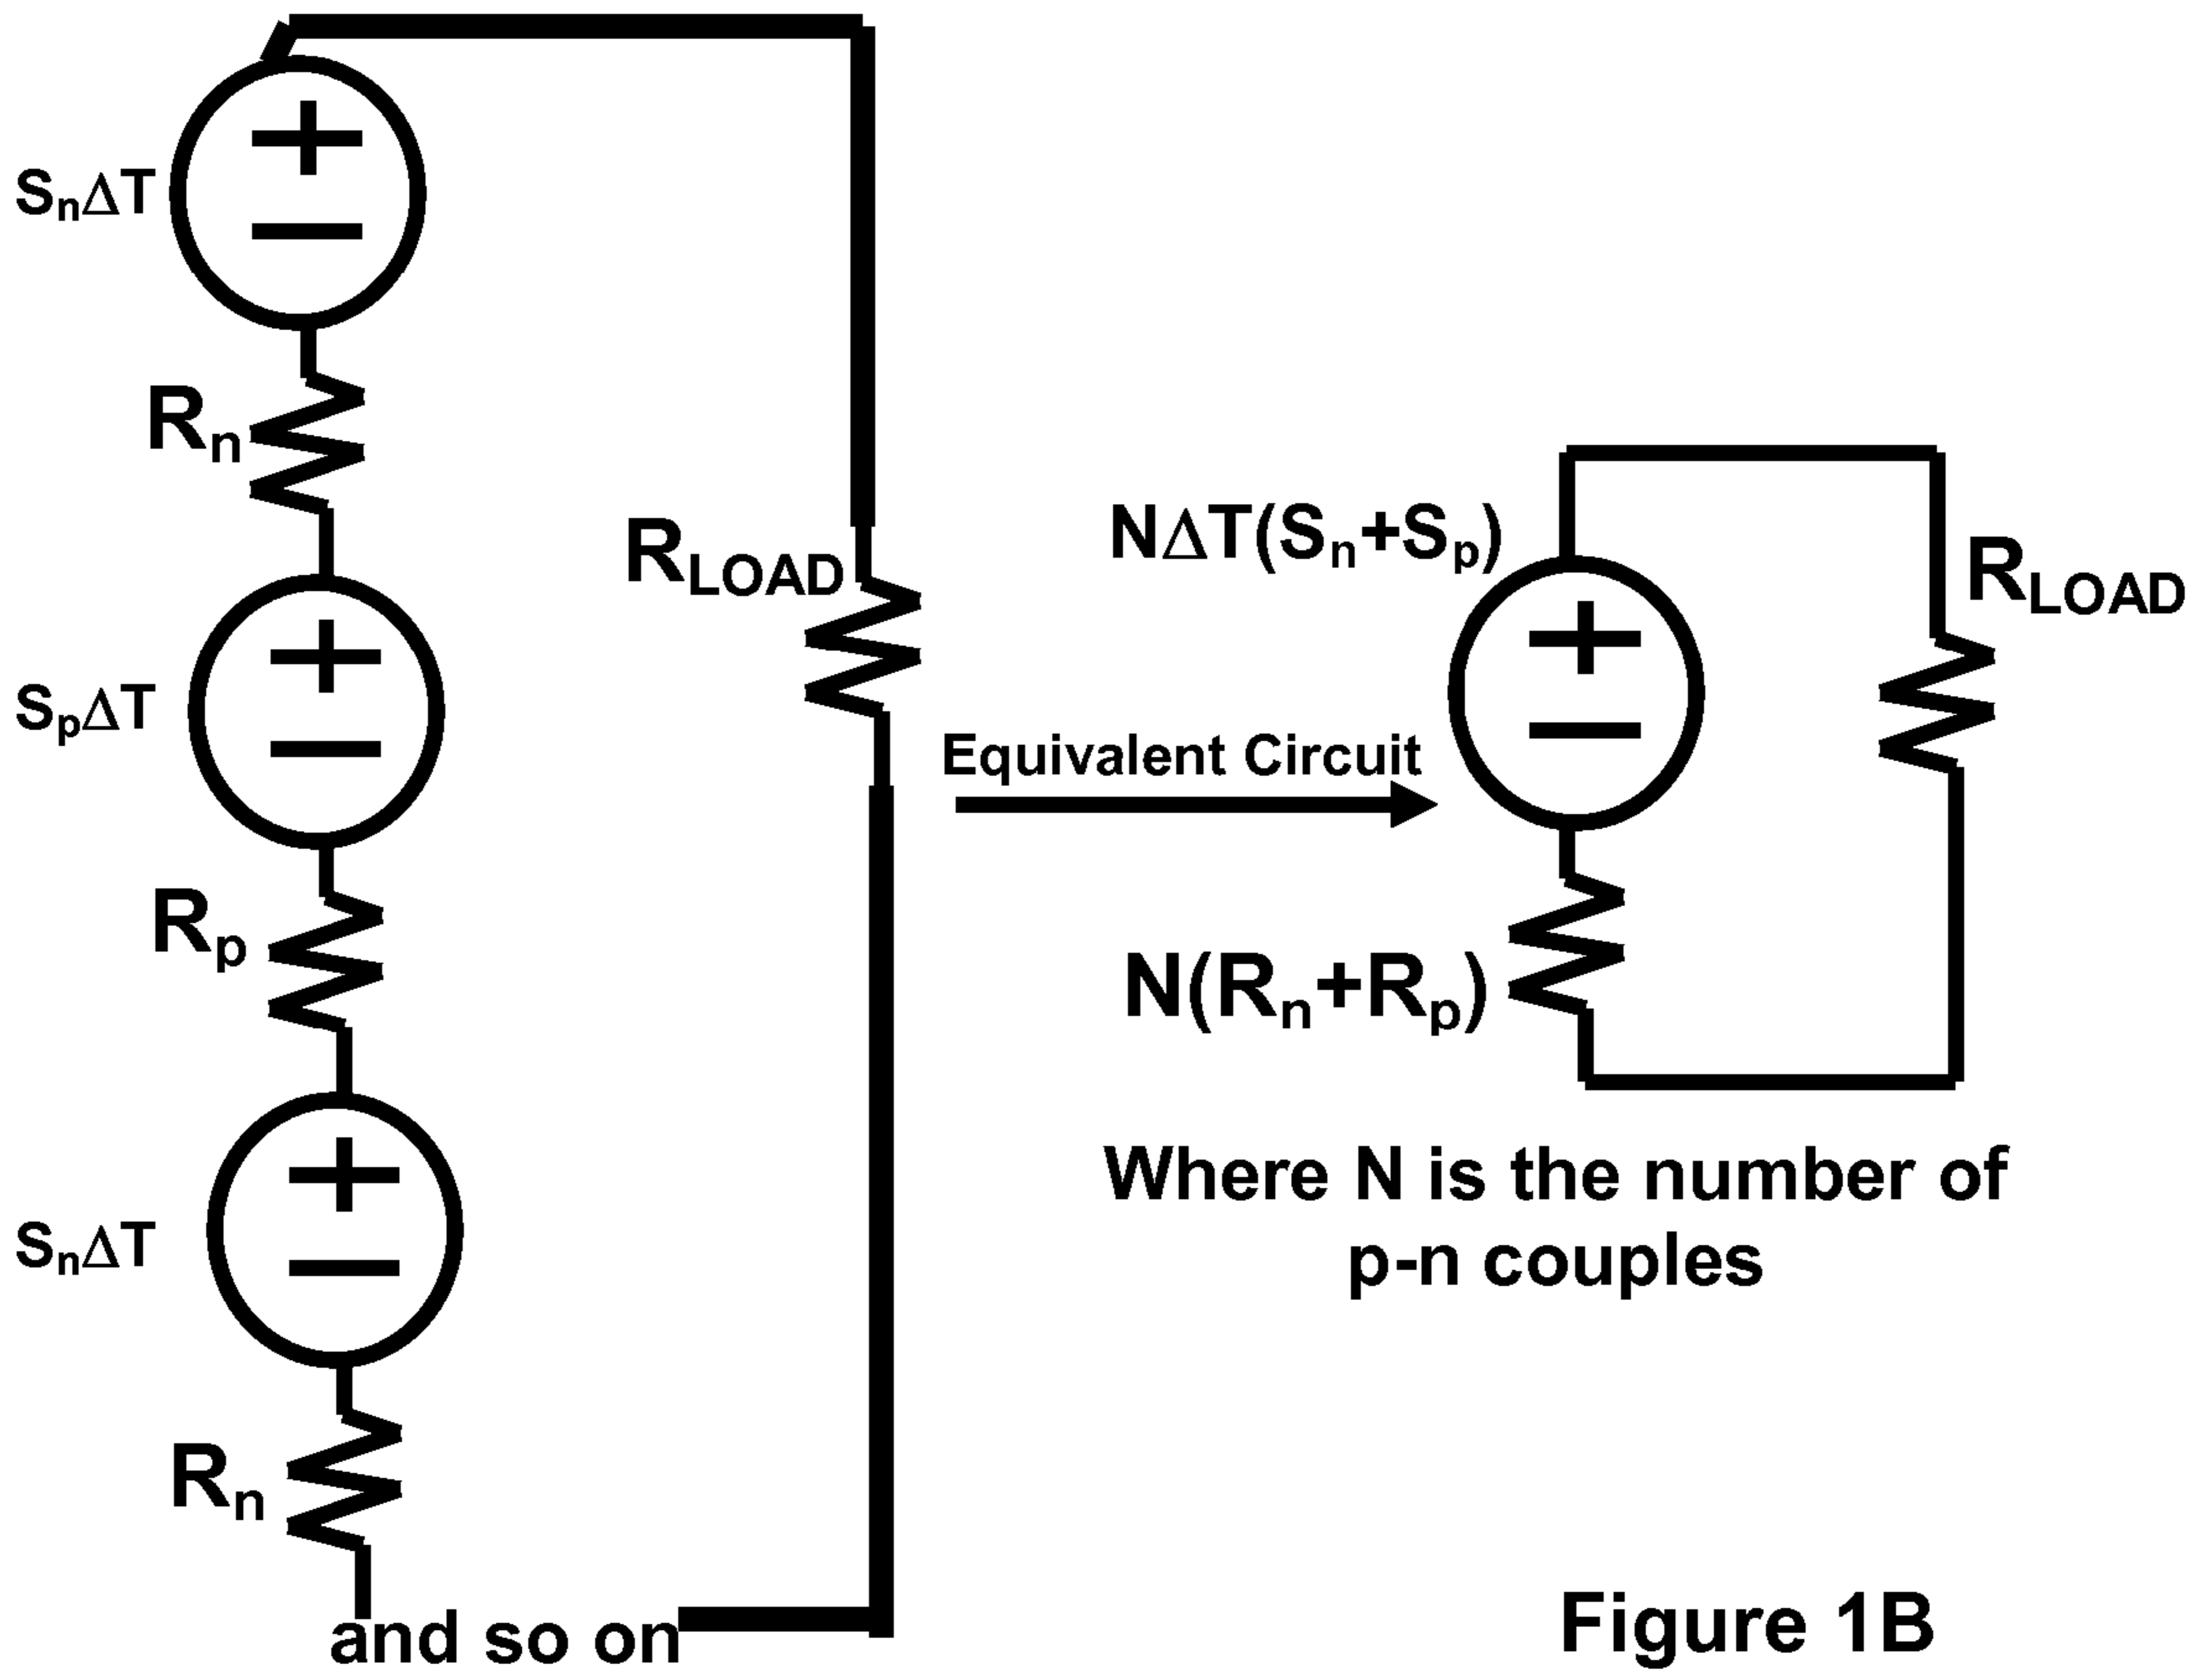 SnΔT
Rn
SpΔT
Rp
SnΔT
Rn
and so on
RLOAD
Equivalent Circuit
NΔT(Sn+Sp)
RLOAD
N(Rn+Rp)
Where N is the number of
p-n couples
Figure 1B